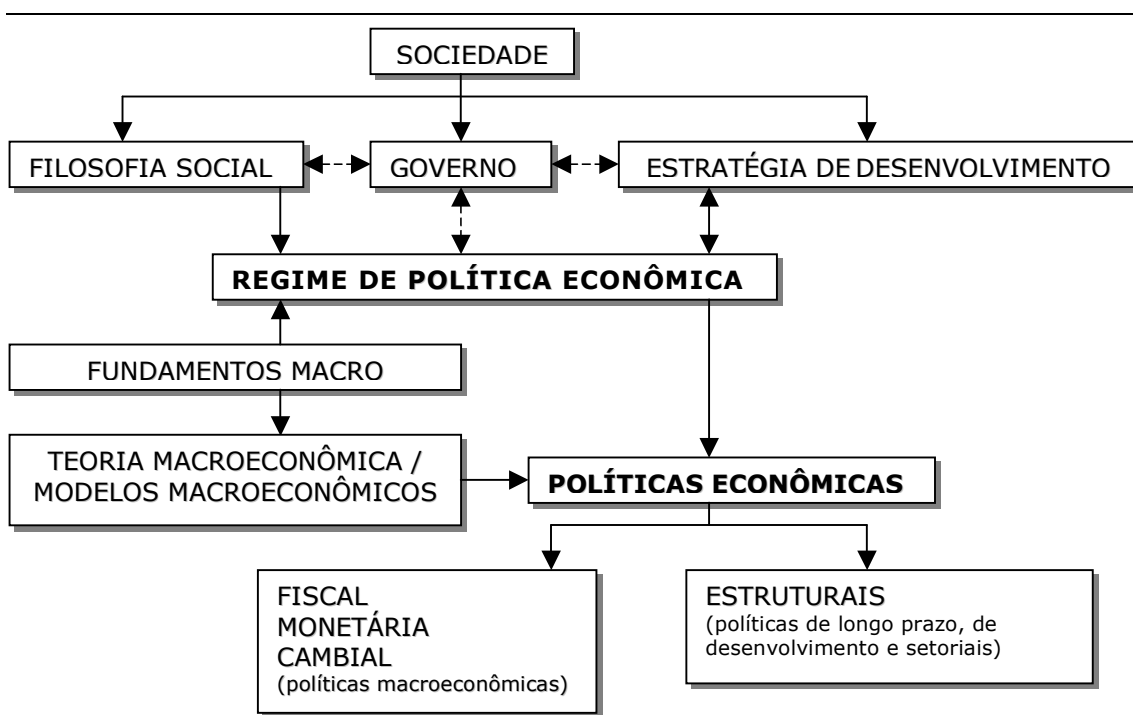 SOCIEDADE
FILOSOFIA SOCIAL
GOVERNO
ESTRATÉGIA DE DESENVOLVIMENTO
REGIME DE POLÍTICA ECONÔMICA
FUNDAMENTOS MACRO
TEORIA MACROECONÔMICA /
MODELOS MACROECONÔMICOS
POLÍTICAS ECONÔMICAS
FISCAL
MONETÁRIA
CAMBIAL
(políticas macroeconômicas)
ESTRUTURAIS
(políticas de longo prazo, de
desenvolvimento e setoriais)